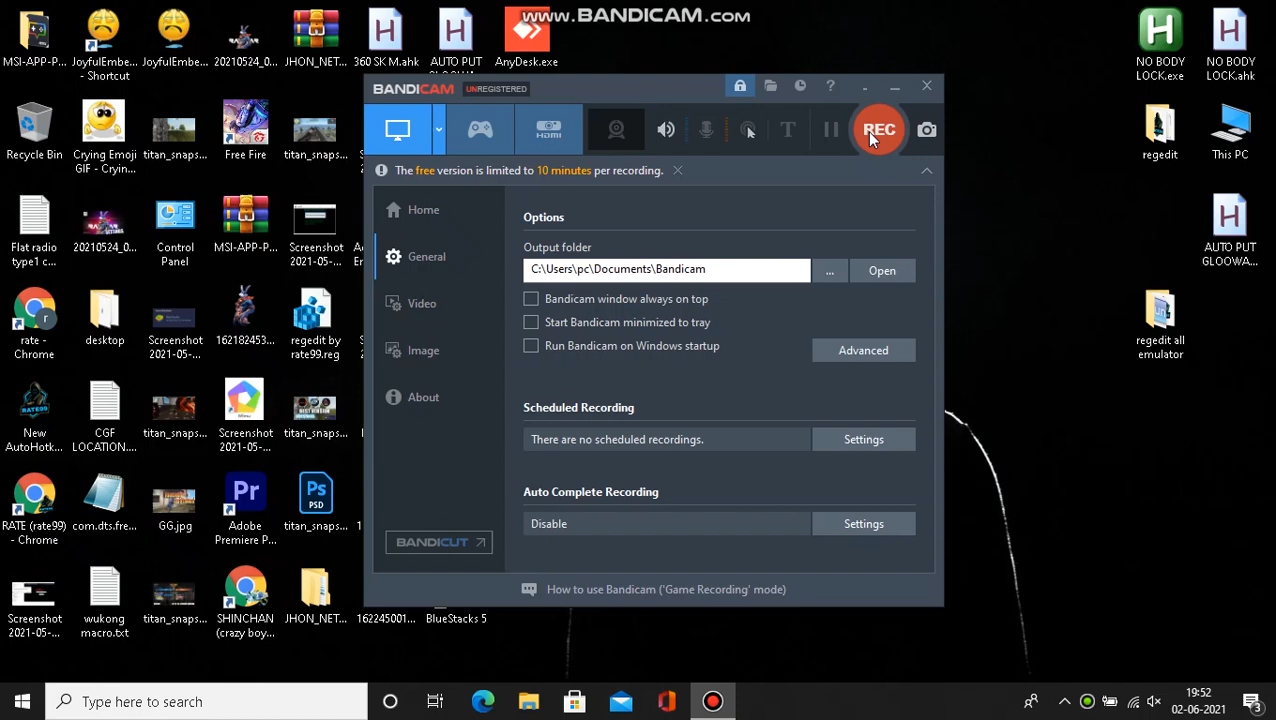 www.BANDICAM.com
MSI-APP-P...
JoyfulEmbe...
- Shortcut
JoyfulEmbe...
20210524_0...
JHON_NET...
360 SK M.ahk
AUTO PUT
AnyDesk.exe
NO BODY
LOCK.exe
NO BODY
LOCK.ahk
BANDICAM UNREGISTERED
HDMI
REC
The free version is limited to 10 minutes per recording.
Recycle Bin
Crying Emoji
GIF - Cryin...
titan_snaps...
Free Fire
titan_snaps...
regedit
This PC
Home
General
Video
Image
About
BANDICUT
Options
Output folder
C:\Users\pc\Documents\Bandicam
...
Open
Bandicam window always on top
Start Bandicam minimized to tray
Run Bandicam on Windows startup
Advanced
Scheduled Recording
There are no scheduled recordings.
Settings
Auto Complete Recording
Disable
Settings
How to use Bandicam ('Game Recording' mode)
Flat radio
type1 c...
20210524_0...
Control
Panel
MSI-APP-P...
Screenshot
2021-05-...
AUTO PUT
GLOOWA...
rate -
Chrome
desktop
Screenshot
2021-05-...
162182453...
regedit by
rate99.reg
regedit all
emulator
New
AutoHotk...
CGF
LOCATION....
titan_snaps...
Screenshot
2021-05-...
titan_snaps...
RATE (rate99)
- Chrome
com.dts.fre...
GG.jpg
Adobe
Premiere P...
Pr
Ps
PSD
titan_snaps...
Screenshot
2021-05-...
wukong
macro.txt
titan_snaps...
SHINCHAN
(crazy boy...
JHON_NET...
162245001...
BlueStacks 5
Type here to search
19:52
02-06-2021
3